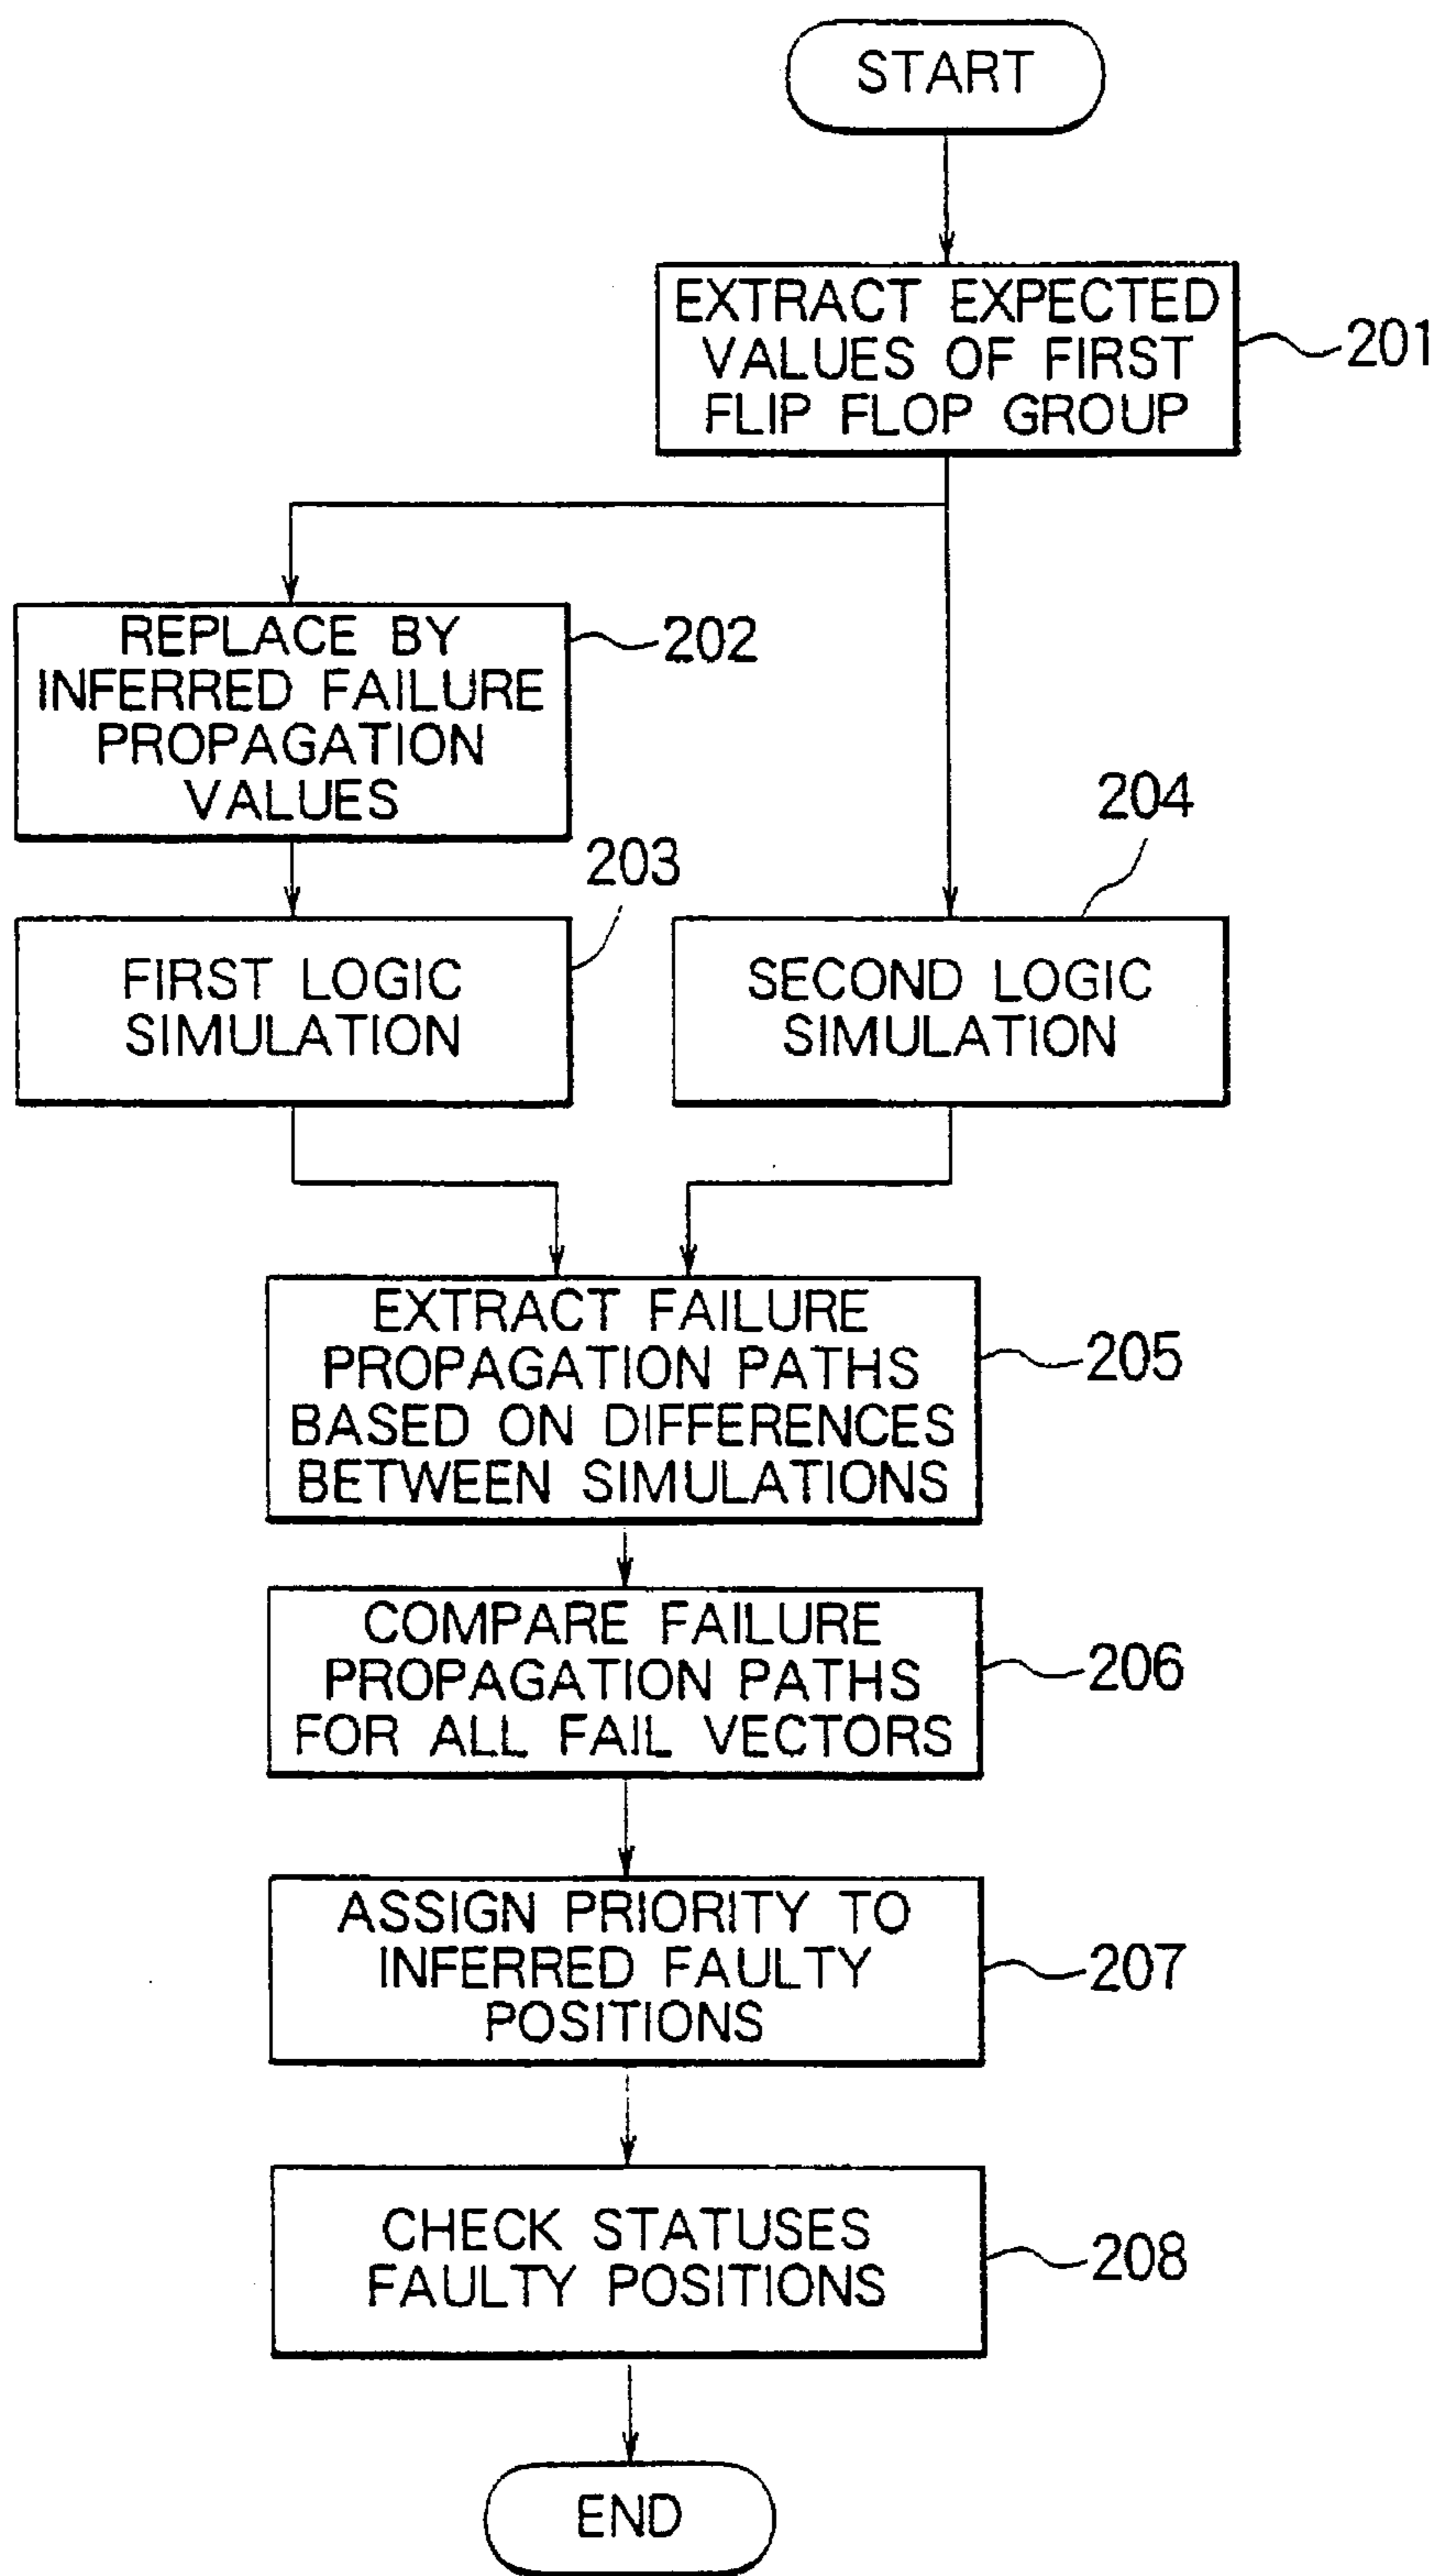 START
EXTRACT EXPECTED
VALUES OF FIRST
FLIP FLOP GROUP
201
REPLACE BY
INFERRED FAILURE
PROPAGATION
VALUES
202
203
204
FIRST LOGIC
SIMULATION
SECOND LOGIC
SIMULATION
EXTRACT FAILURE
PROPAGATION PATHS
BASED ON DIFFERENCES
BETWEEN SIMULATIONS
205
COMPARE FAILURE
PROPAGATION PATHS
FOR ALL FAIL VECTORS
206
ASSIGN PRIORITY TO
INFERRED FAULTY
POSITIONS
207
CHECK STATUSES
FAULTY POSITIONS
208
END